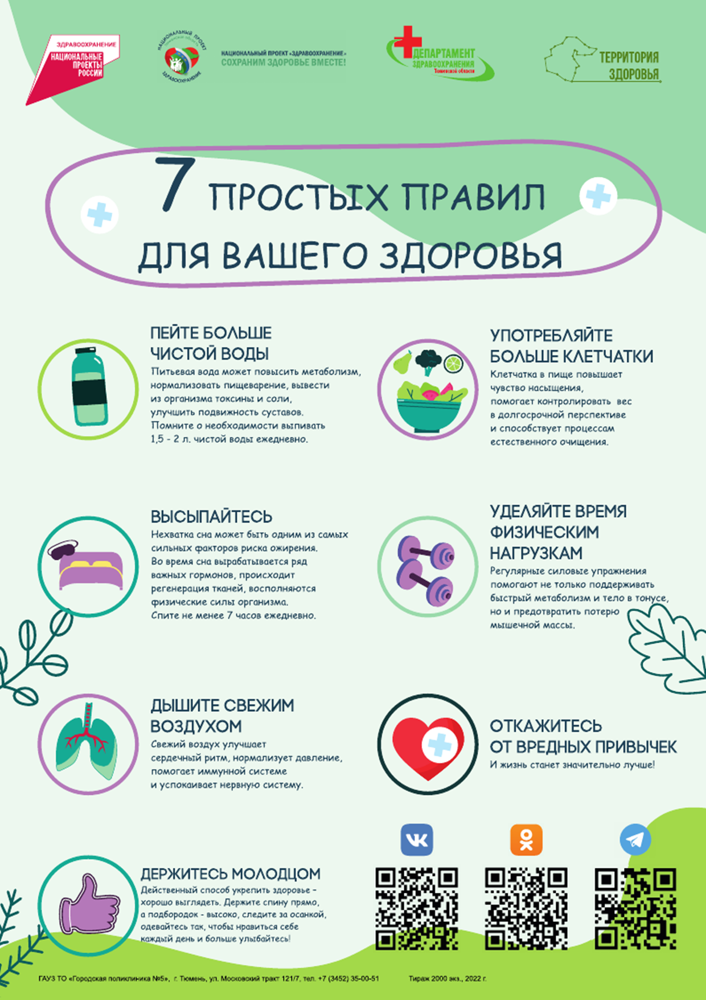 ЗДРАВООХРАНЕНИЕ
НАЦИОНАЛЬНЫЕ
ПРОЕКТЫ
РОССИИ
НАЦИОНАЛЬНЫЙ ПРОЕКТ
Тюменская область
ЗДРАВООХРАНЕНИЕ
НАЦИОНАЛЬНЫЙ ПРОЕКТ «ЗДРАВООХРАНЕНИЕ»
СОХРАНИМ ЗДОРОВЬЕ ВМЕСТЕ!
ДЕПАРТАМЕНТ
ЗДРАВООХРАНЕНИЯ
Тюменской области
ТЕРРИТОРИЯ
ЗДОРОВЬЯ
7 ПРОСТЫХ ПРАВИЛ
ДЛЯ ВАШЕГО ЗДОРОВЬЯ
ПЕЙТЕ БОЛЬШЕ
ЧИСТОЙ ВОДЫ
Питьевая вода может повысить метаболизм,
нормализовать пищеварение, вывести
из организма токсины и соли,
улучшить подвижность суставов.
Помните о необходимости выпивать
1,5 - 2 л. чистой воды ежедневно.
УПОТРЕБЛЯЙТЕ
БОЛЬШЕ КЛЕТЧАТКИ
Клетчатка в пище повышает
чувство насыщения,
помогает контролировать вес
в долгосрочной перспективе
и способствует процессам
естественного очищения.
ВЫСЫПАЙТЕСЬ
Нехватка сна может быть одним из самых
сильных факторов риска ожирения.
Во время сна вырабатывается ряд
важных гормонов, происходит
регенерация тканей, восполняются
физические силы организма.
Спите не менее 7 часов ежедневно.
УДЕЛЯЙТЕ ВРЕМЯ
ФИЗИЧЕСКИМ
НАГРУЗКАМ
Регулярные силовые упражнения
помогают не только поддерживать
быстрый метаболизм и тело в тонусе,
но и предотвратить потерю
мышечной массы.
ДЫШИТЕ СВЕЖИМ
ВОЗДУХОМ
Свежий воздух улучшает
сердечный ритм, нормализует давление,
помогает иммунной системе
и успокаивает нервную систему.
ОТКАЖИТЕСЬ
ОТ ВРЕДНЫХ ПРИВЫЧЕК
И жизнь станет значительно лучше!
ДЕРЖИТЕСЬ МОЛОДЦОМ
Действенный способ укрепить здоровье –
хорошо выглядеть. Держите спину прямо,
а подбородок - высоко, следите за осанкой,
одевайтесь так, чтобы нравиться себе
каждый день и больше улыбайтесь!
ГАУЗ ТО «Городская поликлиника №5», г. Тюмень, ул. Московский тракт 121/7, тел. +7 (3452) 35-00-51 Тираж 2000 экз., 2022 г.